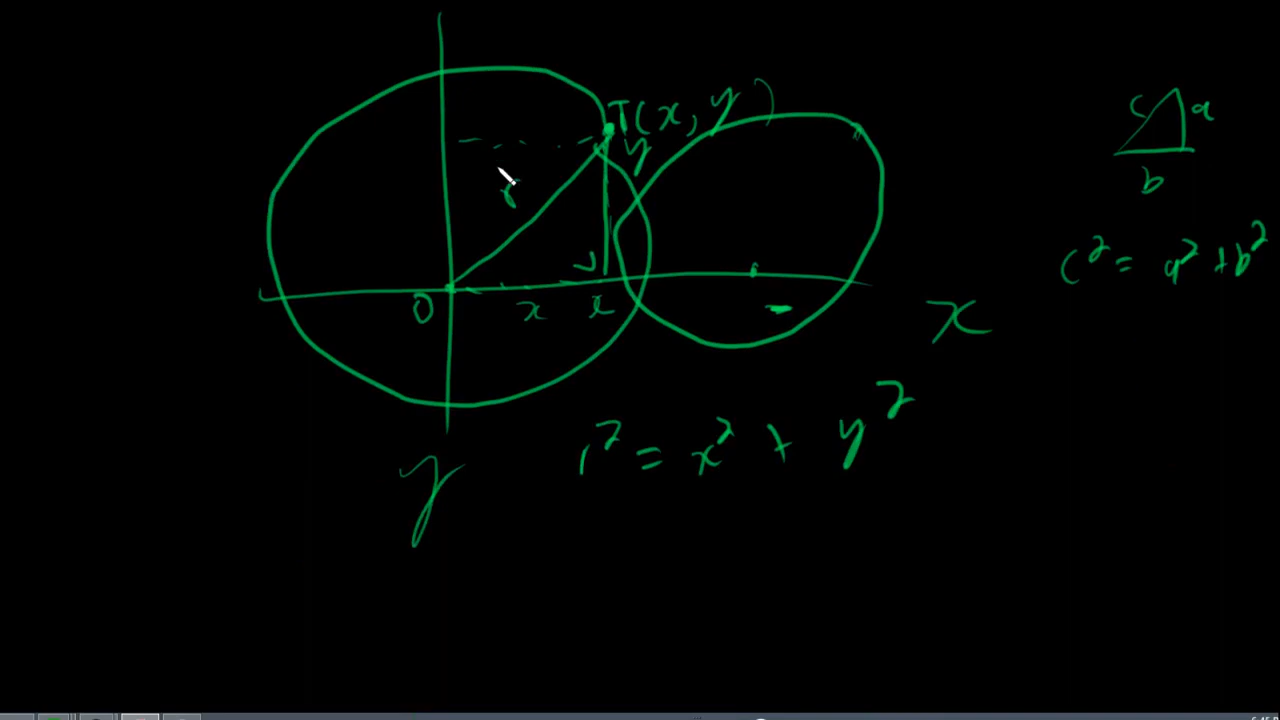 T(x, y)
y
r
O
x
x
x
y
r² = x² + y²
c
a
b
c² = a² + b²